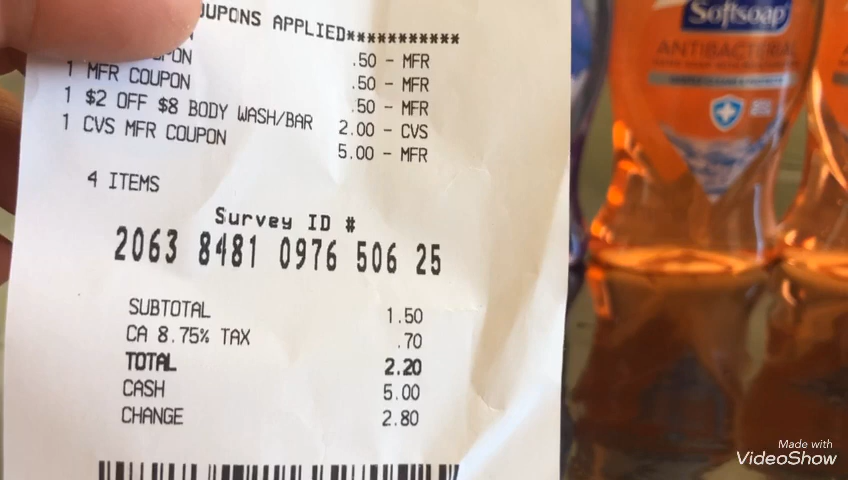 OUPONS APPLIED***********
.50 - MFR
1 MFR COUPON .50 - MFR
1 $2 OFF $8 BODY WASH/BAR .50 - MFR
1 CVS MFR COUPON 2.00 - CVS
5.00 - MFR
4 ITEMS
Survey ID #
2063 8481 0976 506 25
SUBTOTAL 1.50
CA 8.75% TAX .70
TOTAL 2.20
CASH 5.00
CHANGE 2.80
Softsoap
ANTIBACTERIAL
Made with
VideoShow